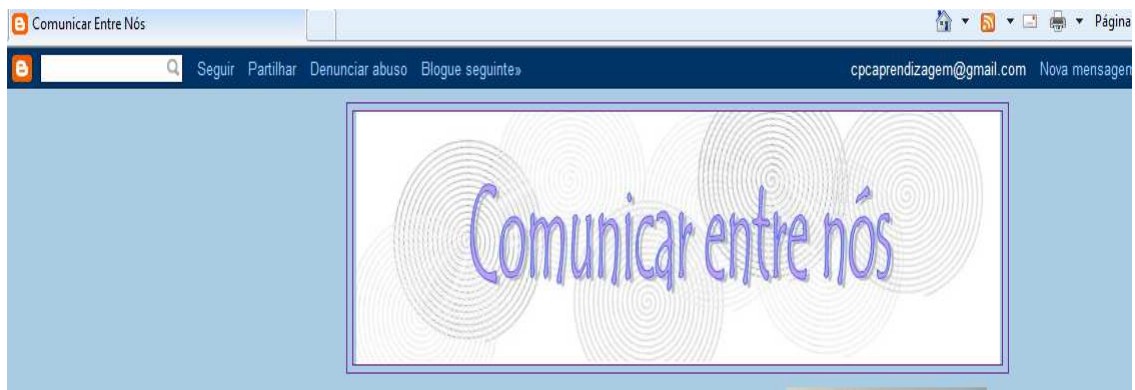 Comunicar Entre Nós
Página
Seguir Partilhar Denunciar abuso Blogue seguinte»
cpcaprendizagem@gmail.com Nova mensagem
Comunicar entre nós